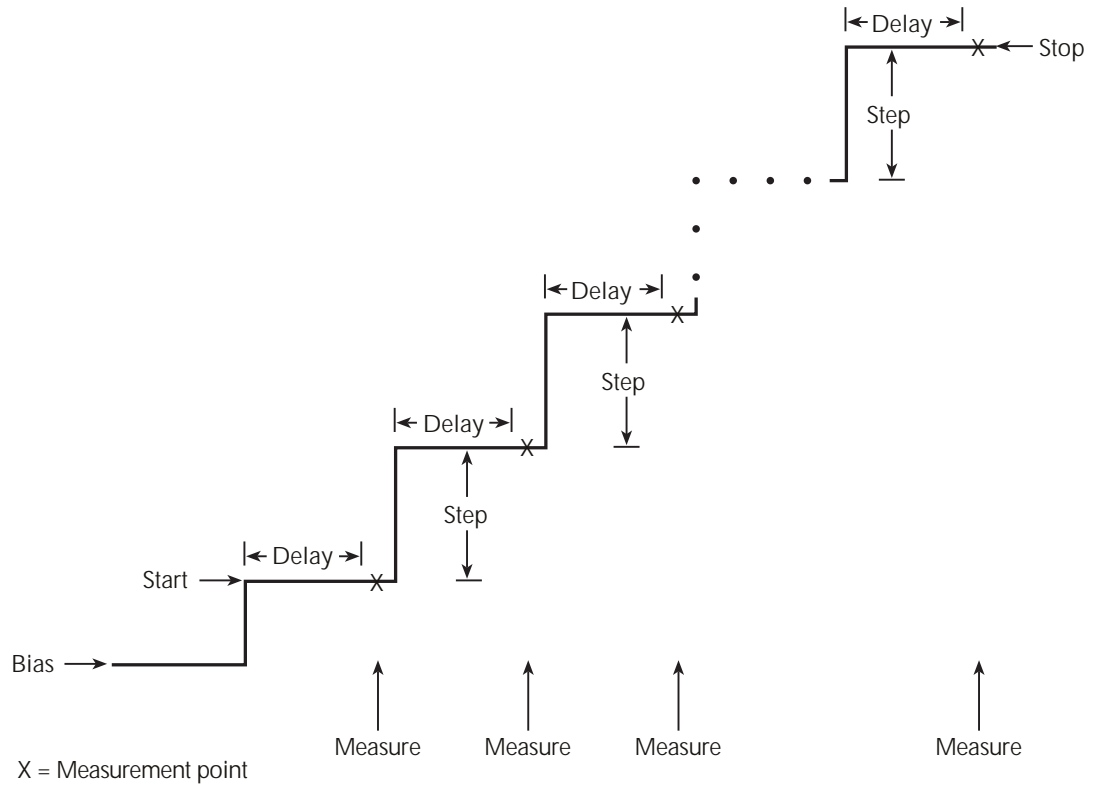 Delay
Stop
Step
Delay
Step
Delay
Step
Delay
Start
Bias
Measure
Measure
Measure
Measure
X = Measurement point
X
X
X
X